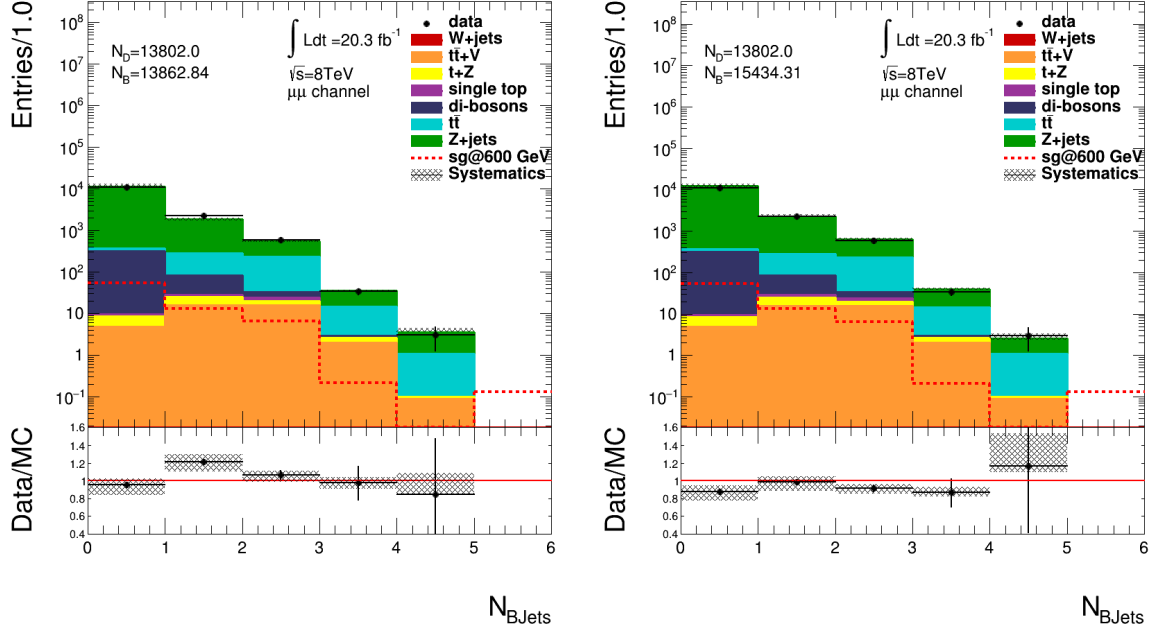 Entries/1.0
10⁸
10⁷
10⁶
10⁵
10⁴
10³
10²
10
1
10⁻¹
N_D=13802.0
N_B=13862.84
∫ Ldt =20.3 fb⁻¹
√s=8TeV
μμ channel
data
W+jets
tt̄+V
t+Z
single top
di-bosons
tt̄
Z+jets
sg@600 GeV
Systematics
Data/MC
1.6
1.4
1.2
1
0.8
0.6
0.4
0 1 2 3 4 5 6
N_BJets
Entries/1.0
10⁸
10⁷
10⁶
10⁵
10⁴
10³
10²
10
1
10⁻¹
N_D=13802.0
N_B=15434.31
∫ Ldt =20.3 fb⁻¹
√s=8TeV
μμ channel
data
W+jets
tt̄+V
t+Z
single top
di-bosons
tt̄
Z+jets
sg@600 GeV
Systematics
Data/MC
1.6
1.4
1.2
1
0.8
0.6
0.4
0 1 2 3 4 5 6
N_BJets